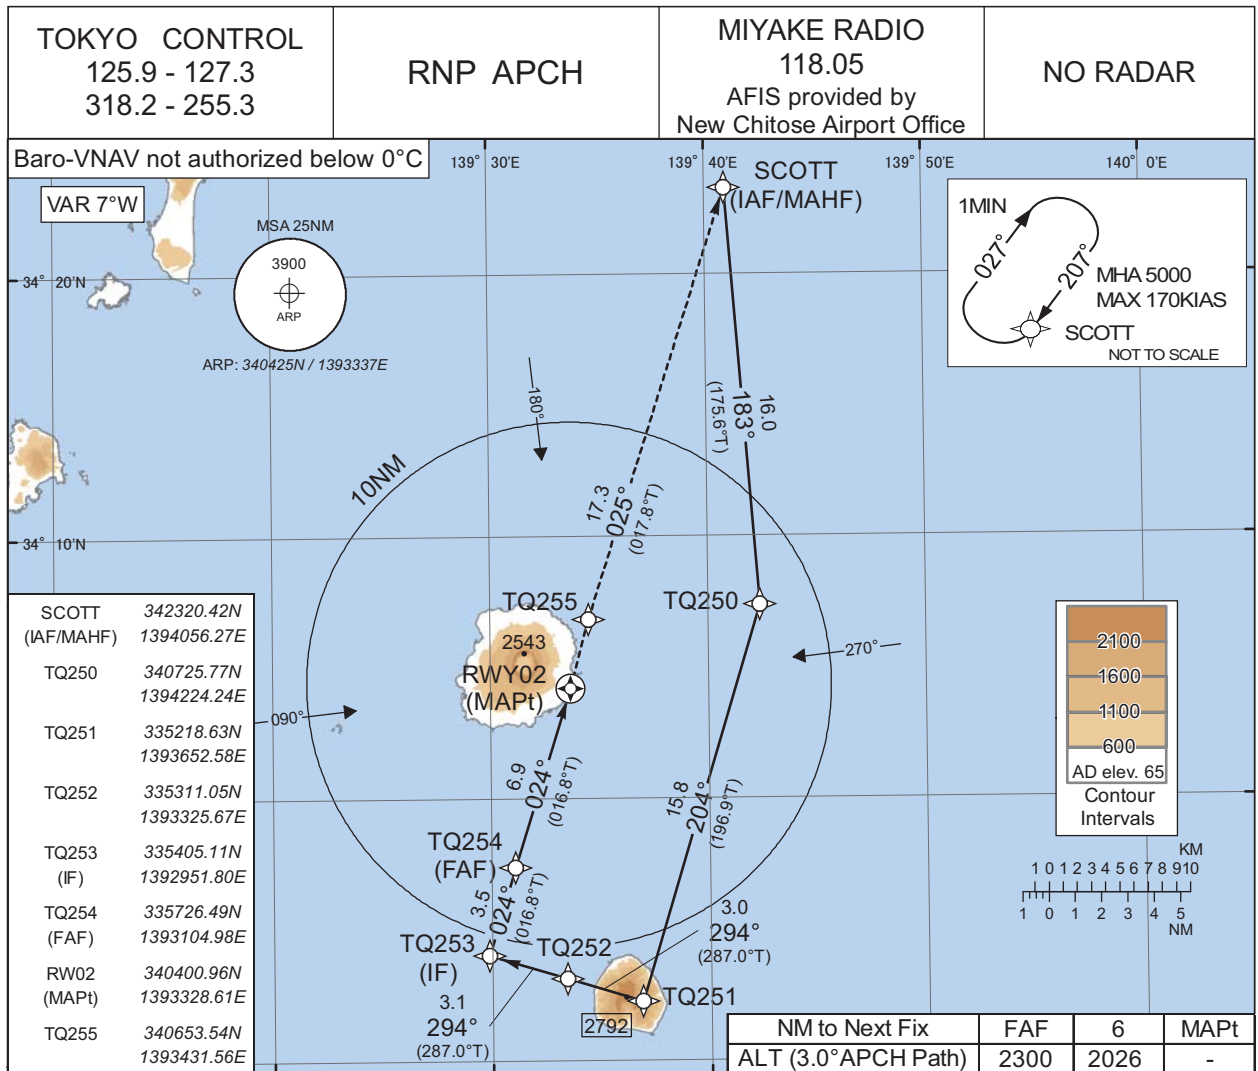 TOKYO CONTROL
125.9 - 127.3
318.2 - 255.3
RNP APCH
MIYAKE RADIO
118.05
AFIS provided by
New Chitose Airport Office
NO RADAR
Baro-VNAV not authorized below 0°C
VAR 7°W
139° 30'E
139° 40'E
139° 50'E
140° 0'E
34° 20'N
34° 10'N
MSA 25NM
3900
ARP
ARP: 340425N / 1393337E
SCOTT
(IAF/MAHF)
1MIN
027°
207°
MHA 5000
MAX 170KIAS
SCOTT
NOT TO SCALE
180°
10NM
16.0
183°
(175.6°T)
17.3
025°
(017.8°T)
TQ255
TQ250
2543
RWY02
(MAPt)
270°
090°
6.9
024°
(016.8°T)
15.8
204°
(196.9°T)
TQ254
(FAF)
3.5
024°
(016.8°T)
TQ253
(IF)
TQ252
3.0
294°
(287.0°T)
TQ251
3.1
294°
(287.0°T)
2792
SCOTT 342320.42N
(IAF/MAHF) 1394056.27E
TQ250 340725.77N
1394224.24E
TQ251 335218.63N
1393652.58E
TQ252 335311.05N
1393325.67E
TQ253 335405.11N
(IF) 1392951.80E
TQ254 335726.49N
(FAF) 1393104.98E
RW02 340400.96N
(MAPt) 1393328.61E
TQ255 340653.54N
1393431.56E
2100
1600
1100
600
AD elev. 65
Contour
Intervals
KM
1 0 1 2 3 4 5 6 7 8 9 10
1 0 1 2 3 4 5
NM
NM to Next Fix FAF 6 MAPt
ALT (3.0°APCH Path) 2300 2026 -